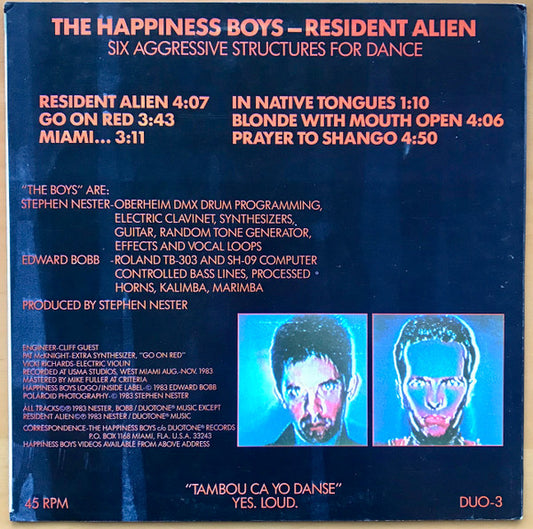 THE HAPPINESS BOYS—RESIDENT ALIEN
SIX AGGRESSIVE STRUCTURES FOR DANCE
RESIDENT ALIEN 4:07
GO ON RED 3:43
MIAMI... 3:11
IN NATIVE TONGUES 1:10
BLONDE WITH MOUTH OPEN 4:06
PRAYER TO SHANGO 4:50
"THE BOYS" ARE:
STEPHEN NESTER-OBERHEIM DMX DRUM PROGRAMMING,
ELECTRIC CLAVINET, SYNTHESIZERS,
GUITAR, RANDOM TONE GENERATOR,
EFFECTS AND VOCAL LOOPS
EDWARD BOBB -ROLAND TB-303 AND SH-09 COMPUTER
CONTROLLED BASS LINES, PROCESSED
HORNS, KALIMBA, MARIMBA
PRODUCED BY STEPHEN NESTER
ENGINEER-CLIFF GUEST
PAT McKNIGHT-EXTRA SYNTHESIZER, "GO ON RED"
VICKI RICHARDS-ELECTRIC VIOLIN
RECORDED AT USMA STUDIOS, WEST MIAMI AUG.-NOV. 1983
MASTERED BY MIKE FULLER AT CRITERIA
HAPPINESS BOYS LOGO/INSIDE LABEL-© 1983 EDWARD BOBB
POLAROID PHOTOGRAPHY-© 1983 STEPHEN NESTER
ALL TRACKS©℗ 1983 NESTER, BOBB / DUOTONE® MUSIC EXCEPT
RESIDENT ALIEN©℗ 1983 NESTER / DUOTONE® MUSIC
CORRESPONDENCE-THE HAPPINESS BOYS c/o DUOTONE® RECORDS
P.O. BOX 1168 MIAMI, FLA. U.S.A. 33243
HAPPINESS BOYS VIDEOS AVAILABLE FROM ABOVE ADDRESS
"TAMBOU CA YO DANSE"
YES. LOUD.
45 RPM
DUO-3